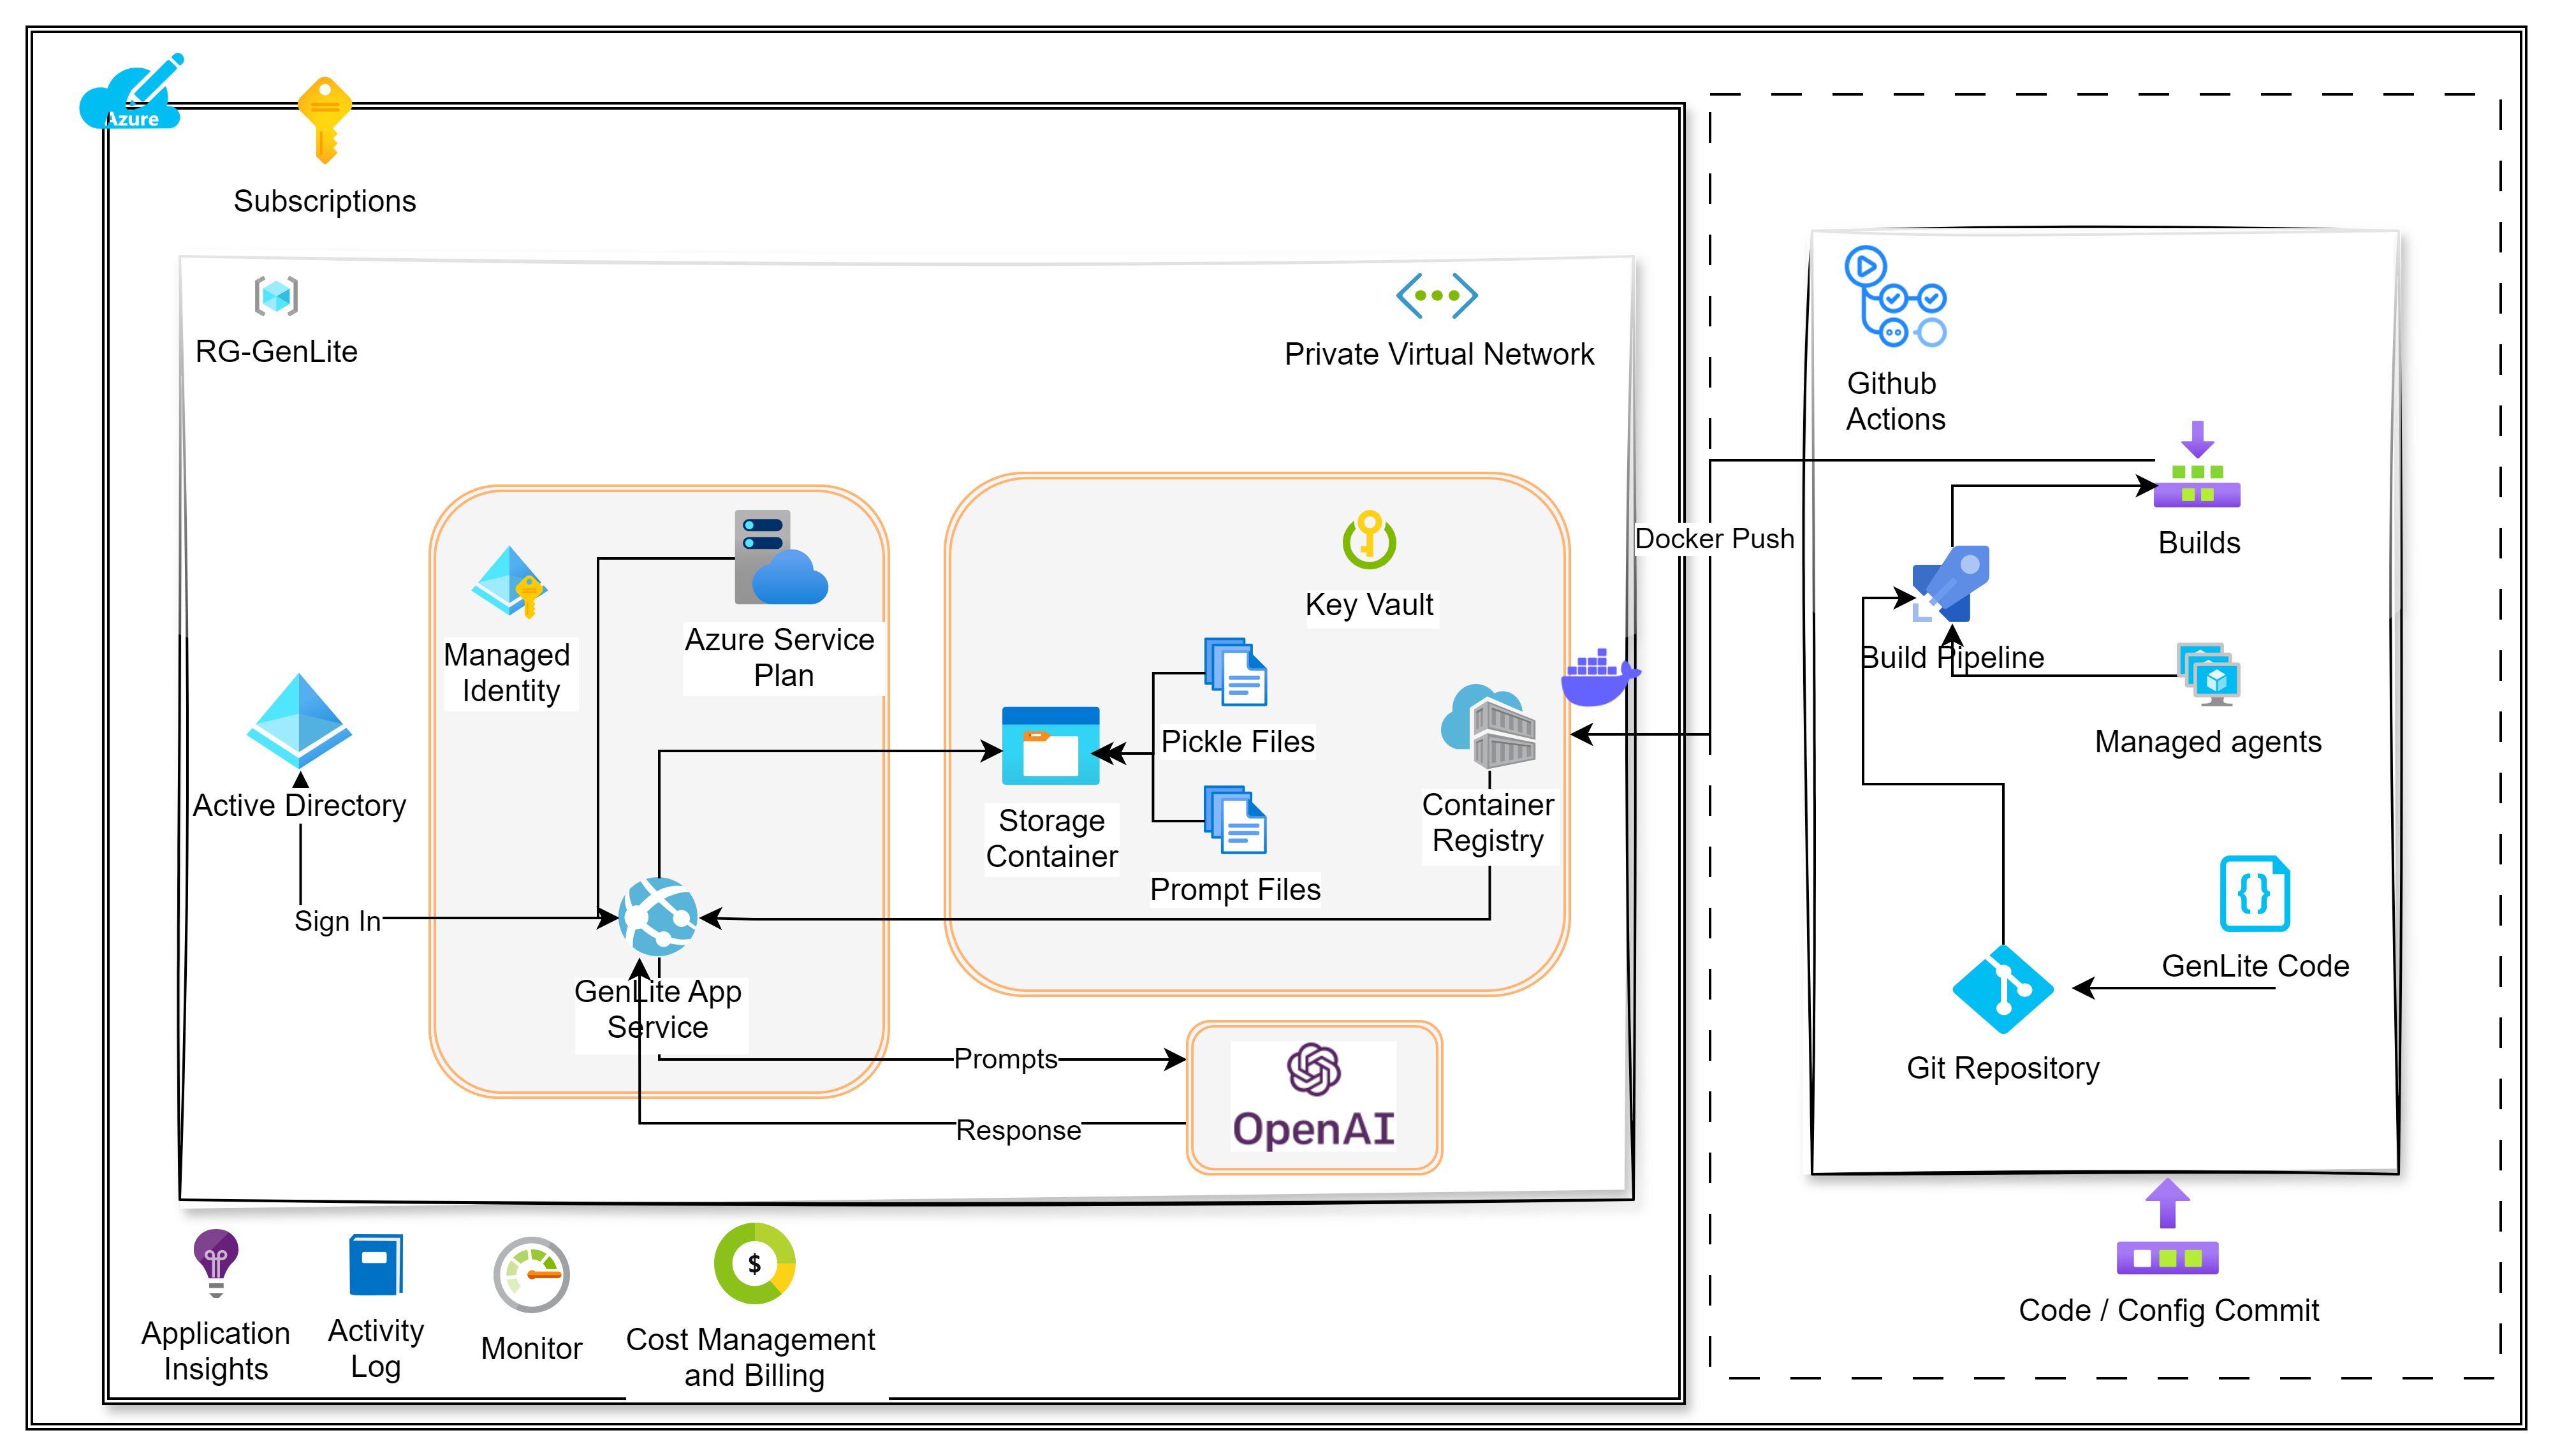 Azure
Subscriptions
RG-GenLite
Private Virtual Network
Managed
Identity
Azure Service
Plan
Key Vault
Active Directory
Sign In
GenLite App
Service
Storage
Container
Pickle Files
Prompt Files
Container
Registry
Prompts
Response
OpenAI
Application
Insights
Activity
Log
Monitor
$
Cost Management
and Billing
Docker Push
Github
Actions
Builds
Build Pipeline
Managed agents
{}
GenLite Code
Git Repository
Code / Config Commit